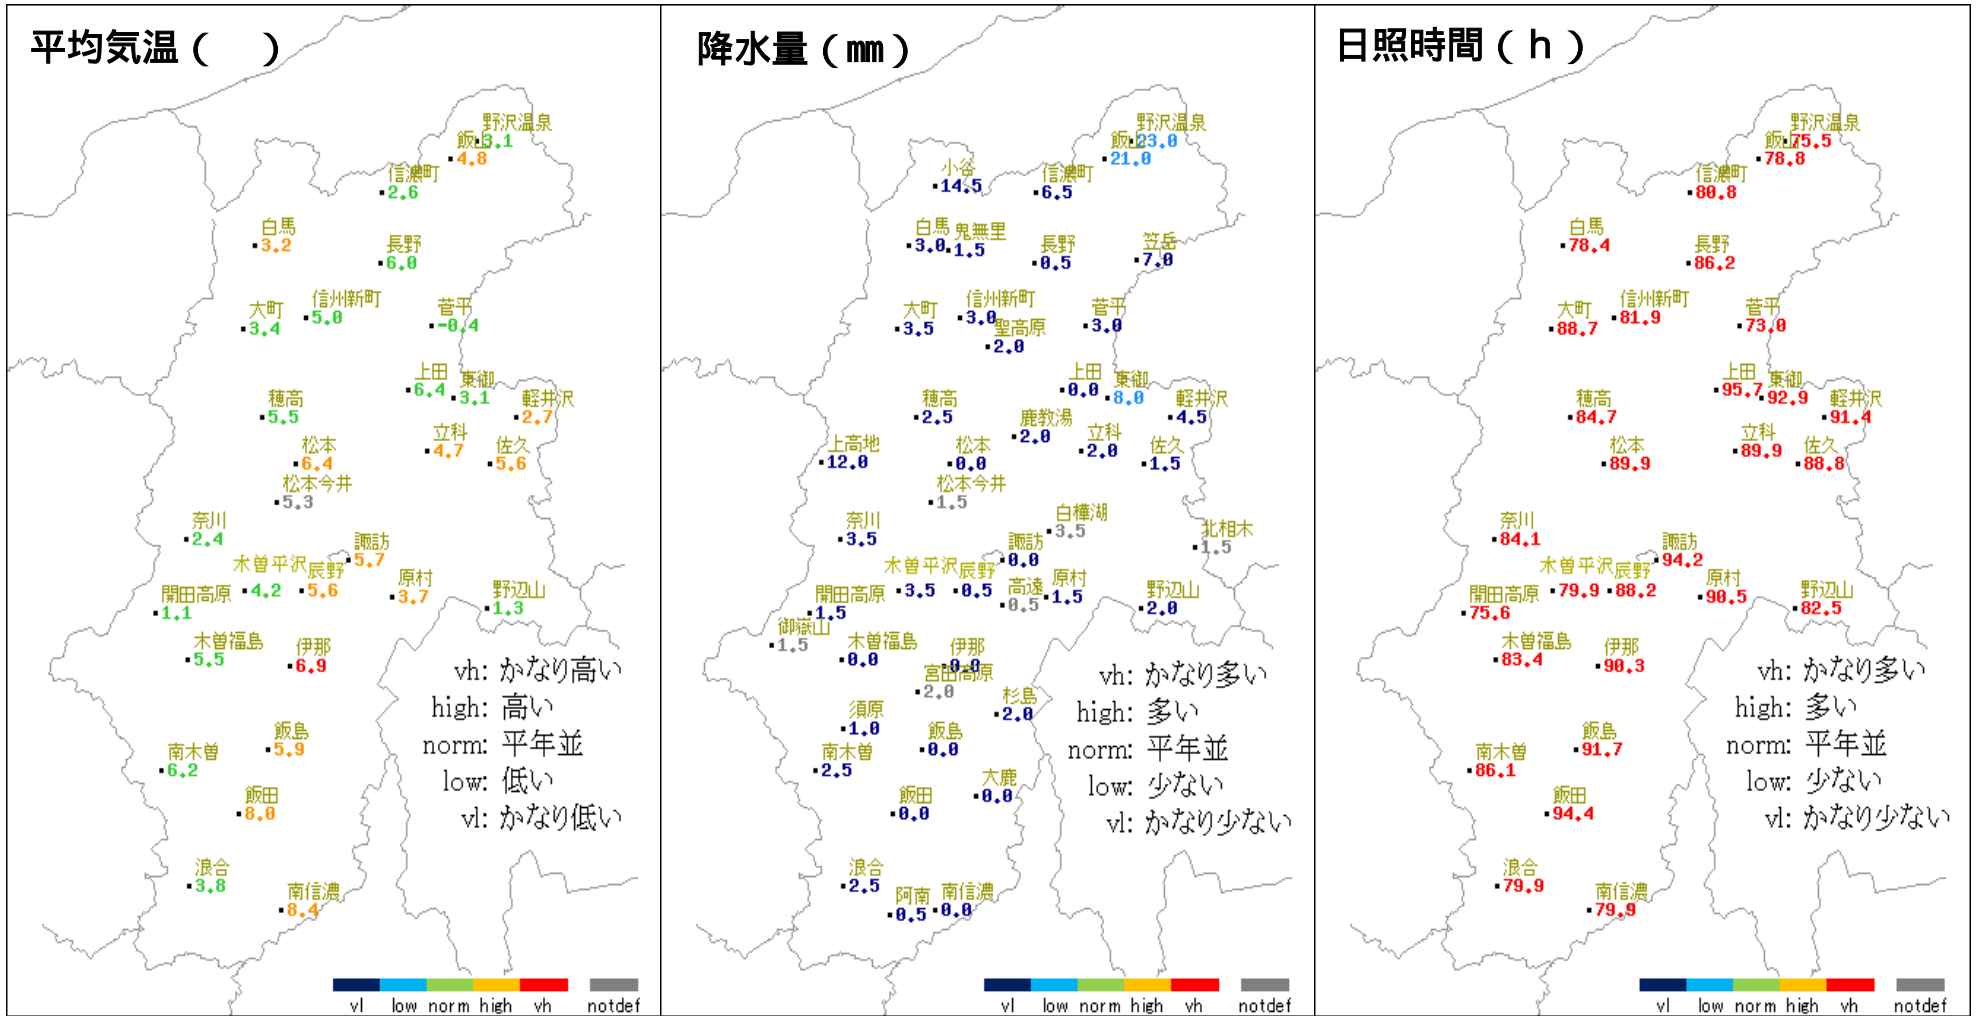 平均気温（　）
野沢温泉
3.1
飯山
4.8
信濃町
2.6
白馬
3.2
長野
6.0
信州新町
5.0
大町
3.4
菅平
-0.4
上田
6.4
東御
3.1
穂高
5.5
軽井沢
2.7
立科
4.7
松本
6.4
佐久
5.6
松本今井
5.3
奈川
2.4
諏訪
5.7
木曽平沢
4.2
辰野
5.6
原村
3.7
開田高原
1.1
野辺山
1.3
木曽福島
5.5
伊那
6.9
飯島
5.9
南木曽
6.2
飯田
8.0
浪合
3.8
南信濃
8.4
vh: かなり高い
high: 高い
norm: 平年並
low: 低い
vl: かなり低い
vl low norm high vh notdef
降水量（㎜）
野沢温泉
23.0
飯山
21.0
小谷
14.5
信濃町
6.5
白馬
3.0
鬼無里
1.5
長野
0.5
笠岳
7.0
信州新町
3.0
大町
3.5
菅平
3.0
聖高原
2.0
上田
0.0
東御
8.0
穂高
2.5
軽井沢
4.5
鹿教湯
2.0
立科
2.0
上高地
12.0
松本
0.0
佐久
1.5
松本今井
1.5
奈川
3.5
白樺湖
3.5
北相木
1.5
諏訪
0.0
木曽平沢
3.5
辰野
0.5
高遠
0.5
原村
1.5
開田高原
1.5
野辺山
2.0
御嶽山
1.5
木曽福島
0.0
伊那
0.0
宮田高原
2.0
杉島
2.0
須原
1.0
飯島
0.0
南木曽
2.5
大鹿
0.0
飯田
0.0
浪合
2.5
阿南
0.5
南信濃
0.0
vh: かなり多い
high: 多い
norm: 平年並
low: 少ない
vl: かなり少ない
vl low norm high vh notdef
日照時間（ｈ）
野沢温泉
75.5
飯山
78.8
信濃町
80.8
白馬
78.4
長野
86.2
信州新町
81.9
大町
88.7
菅平
73.0
上田
95.7
東御
92.9
穂高
84.7
軽井沢
91.4
立科
89.9
松本
89.9
佐久
88.8
奈川
84.1
諏訪
94.2
木曽平沢
79.9
辰野
88.2
原村
90.5
開田高原
75.6
野辺山
82.5
木曽福島
83.4
伊那
90.3
飯島
91.7
南木曽
86.1
飯田
94.4
浪合
79.9
南信濃
79.9
vh: かなり多い
high: 多い
norm: 平年並
low: 少ない
vl: かなり少ない
vl low norm high vh notdef